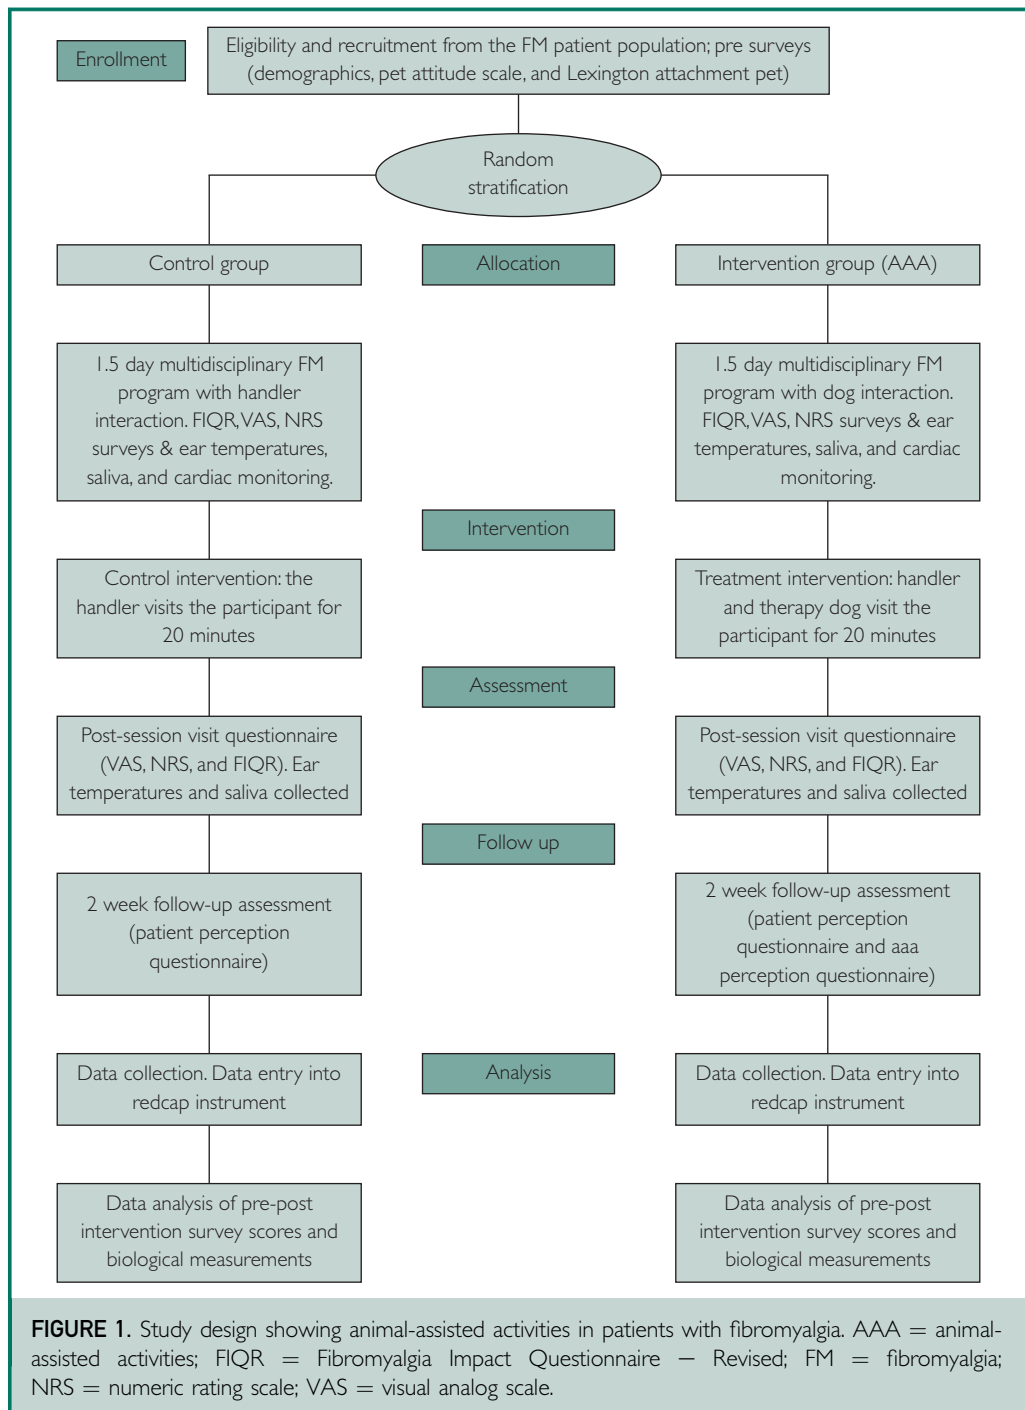 Enrollment
Eligibility and recruitment from the FM patient population; pre surveys
(demographics, pet attitude scale, and Lexington attachment pet)
Random
stratification
Control group
Allocation
Intervention group (AAA)
1.5 day multidisciplinary FM
program with handler
interaction. FIQR, VAS, NRS
surveys & ear temperatures,
saliva, and cardiac monitoring.
1.5 day multidisciplinary FM
program with dog interaction.
FIQR, VAS, NRS surveys & ear
temperatures, saliva, and cardiac
monitoring.
Intervention
Control intervention: the
handler visits the participant for
20 minutes
Treatment intervention: handler
and therapy dog visit the
participant for 20 minutes
Assessment
Post-session visit questionnaire
(VAS, NRS, and FIQR). Ear
temperatures and saliva collected
Post-session visit questionnaire
(VAS, NRS, and FIQR). Ear
temperatures and saliva collected
Follow up
2 week follow-up assessment
(patient perception
questionnaire)
2 week follow-up assessment
(patient perception
questionnaire and aaa
perception questionnaire)
Data collection. Data entry into
redcap instrument
Analysis
Data collection. Data entry into
redcap instrument
Data analysis of pre-post
intervention survey scores and
biological measurements
Data analysis of pre-post
intervention survey scores and
biological measurements
FIGURE 1. Study design showing animal-assisted activities in patients with fibromyalgia. AAA = animal-
assisted activities; FIQR = Fibromyalgia Impact Questionnaire − Revised; FM = fibromyalgia;
NRS = numeric rating scale; VAS = visual analog scale.